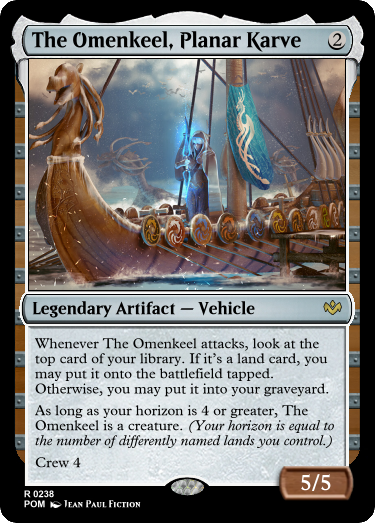 The Omenkeel, Planar Karve 2
Legendary Artifact — Vehicle
Whenever The Omenkeel attacks, look at the
top card of your library. If it's a land card, you
may put it onto the battlefield tapped.
Otherwise, you may put it into your graveyard.
As long as your horizon is 4 or greater, The
Omenkeel is a creature. (Your horizon is equal to
the number of differently named lands you control.)
Crew 4
5/5
R 0238
POM Jean Paul Fiction